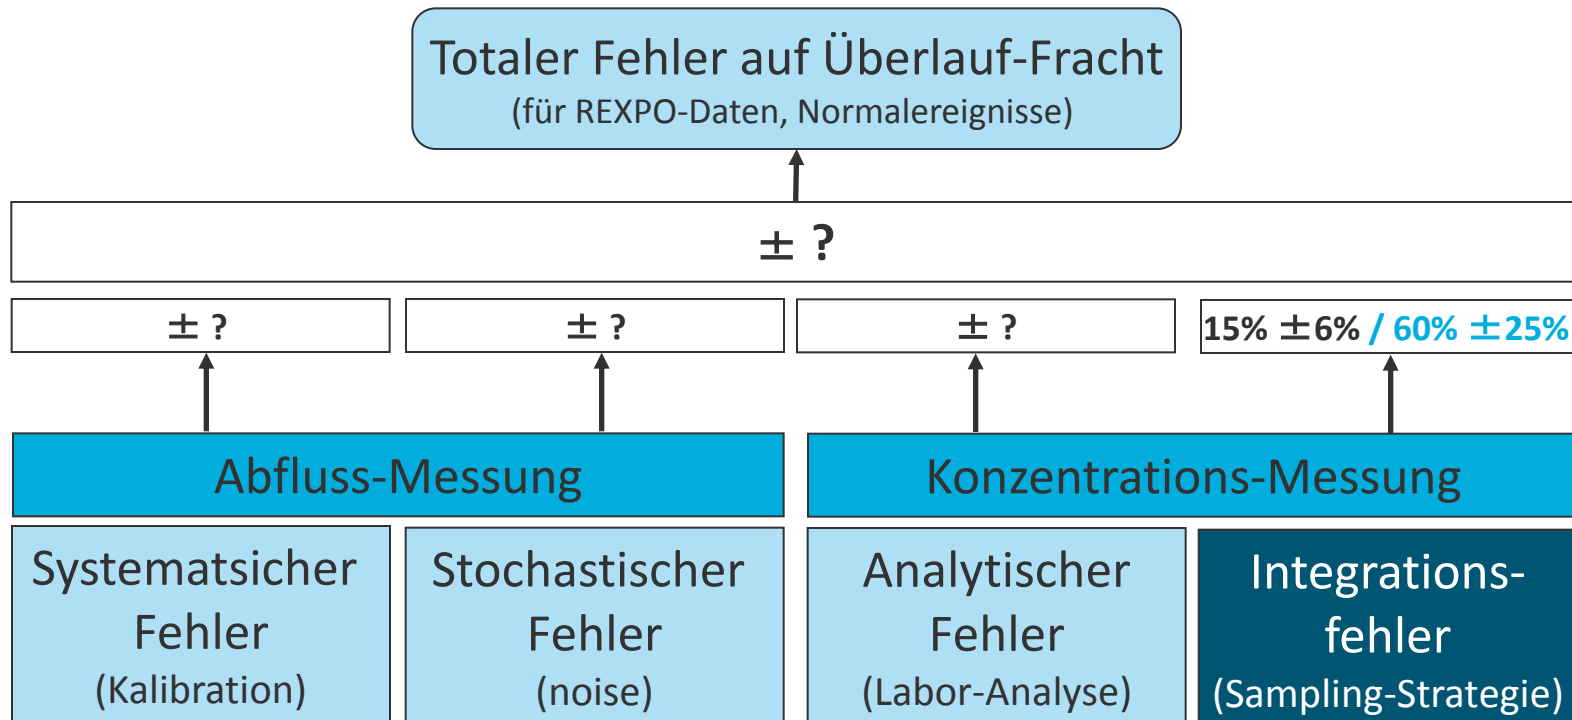 Totaler Fehler auf Überlauf-Fracht
(für REXPO-Daten, Normalereignisse)
± ?
± ?
± ?
± ?
15% ±6% / 60% ±25%
Abfluss-Messung
Konzentrations-Messung
Systematsicher
Fehler
(Kalibration)
Stochastischer
Fehler
(noise)
Analytischer
Fehler
(Labor-Analyse)
Integrations-
fehler
(Sampling-Strategie)